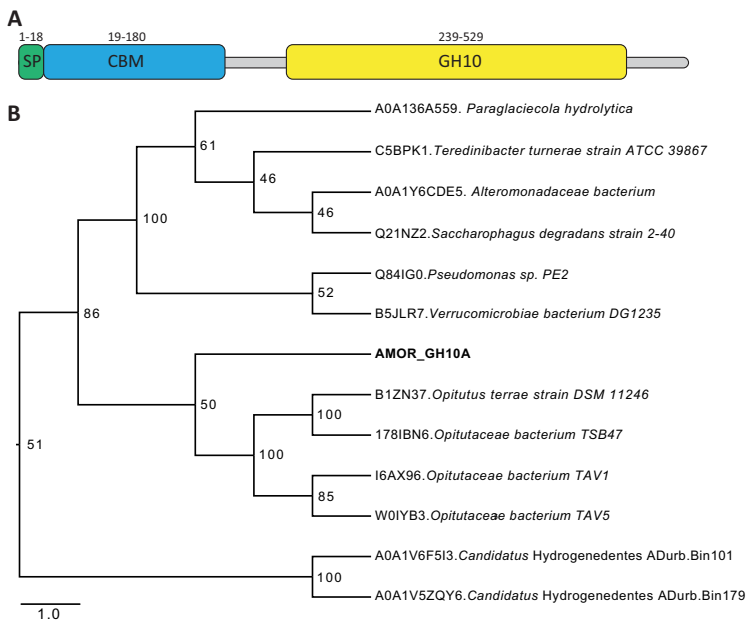 A
1-18 19-180 239-529
SP CBM GH10
B
A0A136A559. Paraglaciecola hydrolytica
61
C5BPK1.Teredinibacter turnerae strain ATCC 39867
46
A0A1Y6CDE5. Alteromonadaceae bacterium
46
100
Q21NZ2.Saccharophagus degradans strain 2-40
Q84IG0.Pseudomonas sp. PE2
52
86
B5JLR7.Verrucomicrobiae bacterium DG1235
AMOR_GH10A
B1ZN37.Opitutus terrae strain DSM 11246
50
100
178IBN6.Opitutaceae bacterium TSB47
51
100
I6AX96.Opitutaceae bacterium TAV1
85
W0IYB3.Opitutaceae bacterium TAV5
A0A1V6F5I3.Candidatus Hydrogenedentes ADurb.Bin101
100
A0A1V5ZQY6.Candidatus Hydrogenedentes ADurb.Bin179
1.0